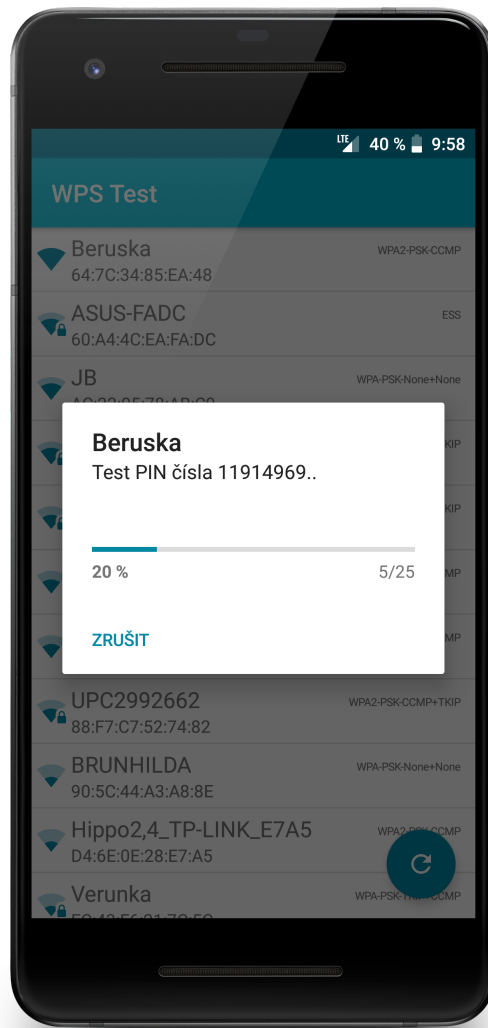 LTE 40 % 9:58
WPS Test
Beruska WPA2-PSK-CCMP
64:7C:34:85:EA:48
ASUS-FADC ESS
60:A4:4C:EA:FA:DC
JB WPA-PSK-None+None
Beruska
Test PIN čísla 11914969..
20 % 5/25
ZRUŠIT
UPC2992662 WPA2-PSK-CCMP+TKIP
88:F7:C7:52:74:82
BRUNHILDA WPA-PSK-None+None
90:5C:44:A3:A8:8E
Hippo2,4_TP-LINK_E7A5
D4:6E:0E:28:E7:A5
Verunka